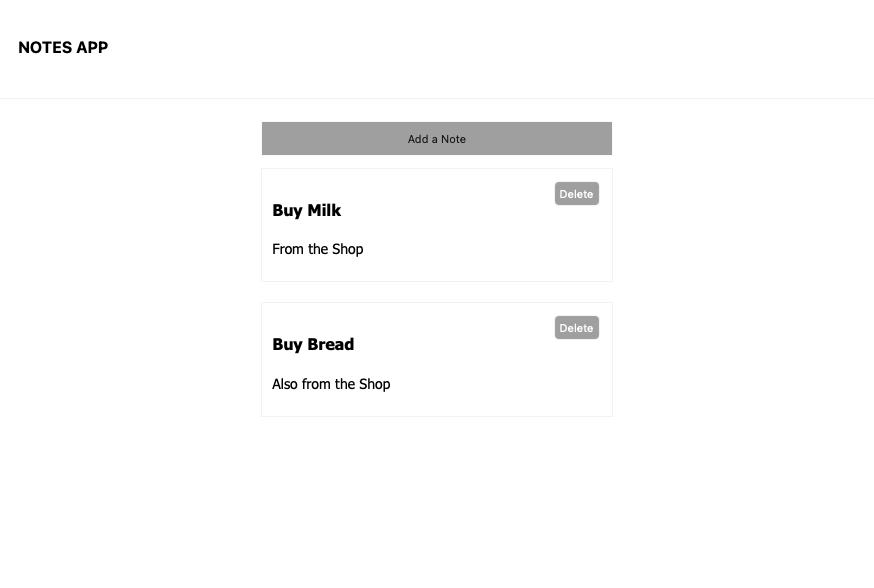 NOTES APP
Add a Note
Delete
Buy Milk
From the Shop
Delete
Buy Bread
Also from the Shop